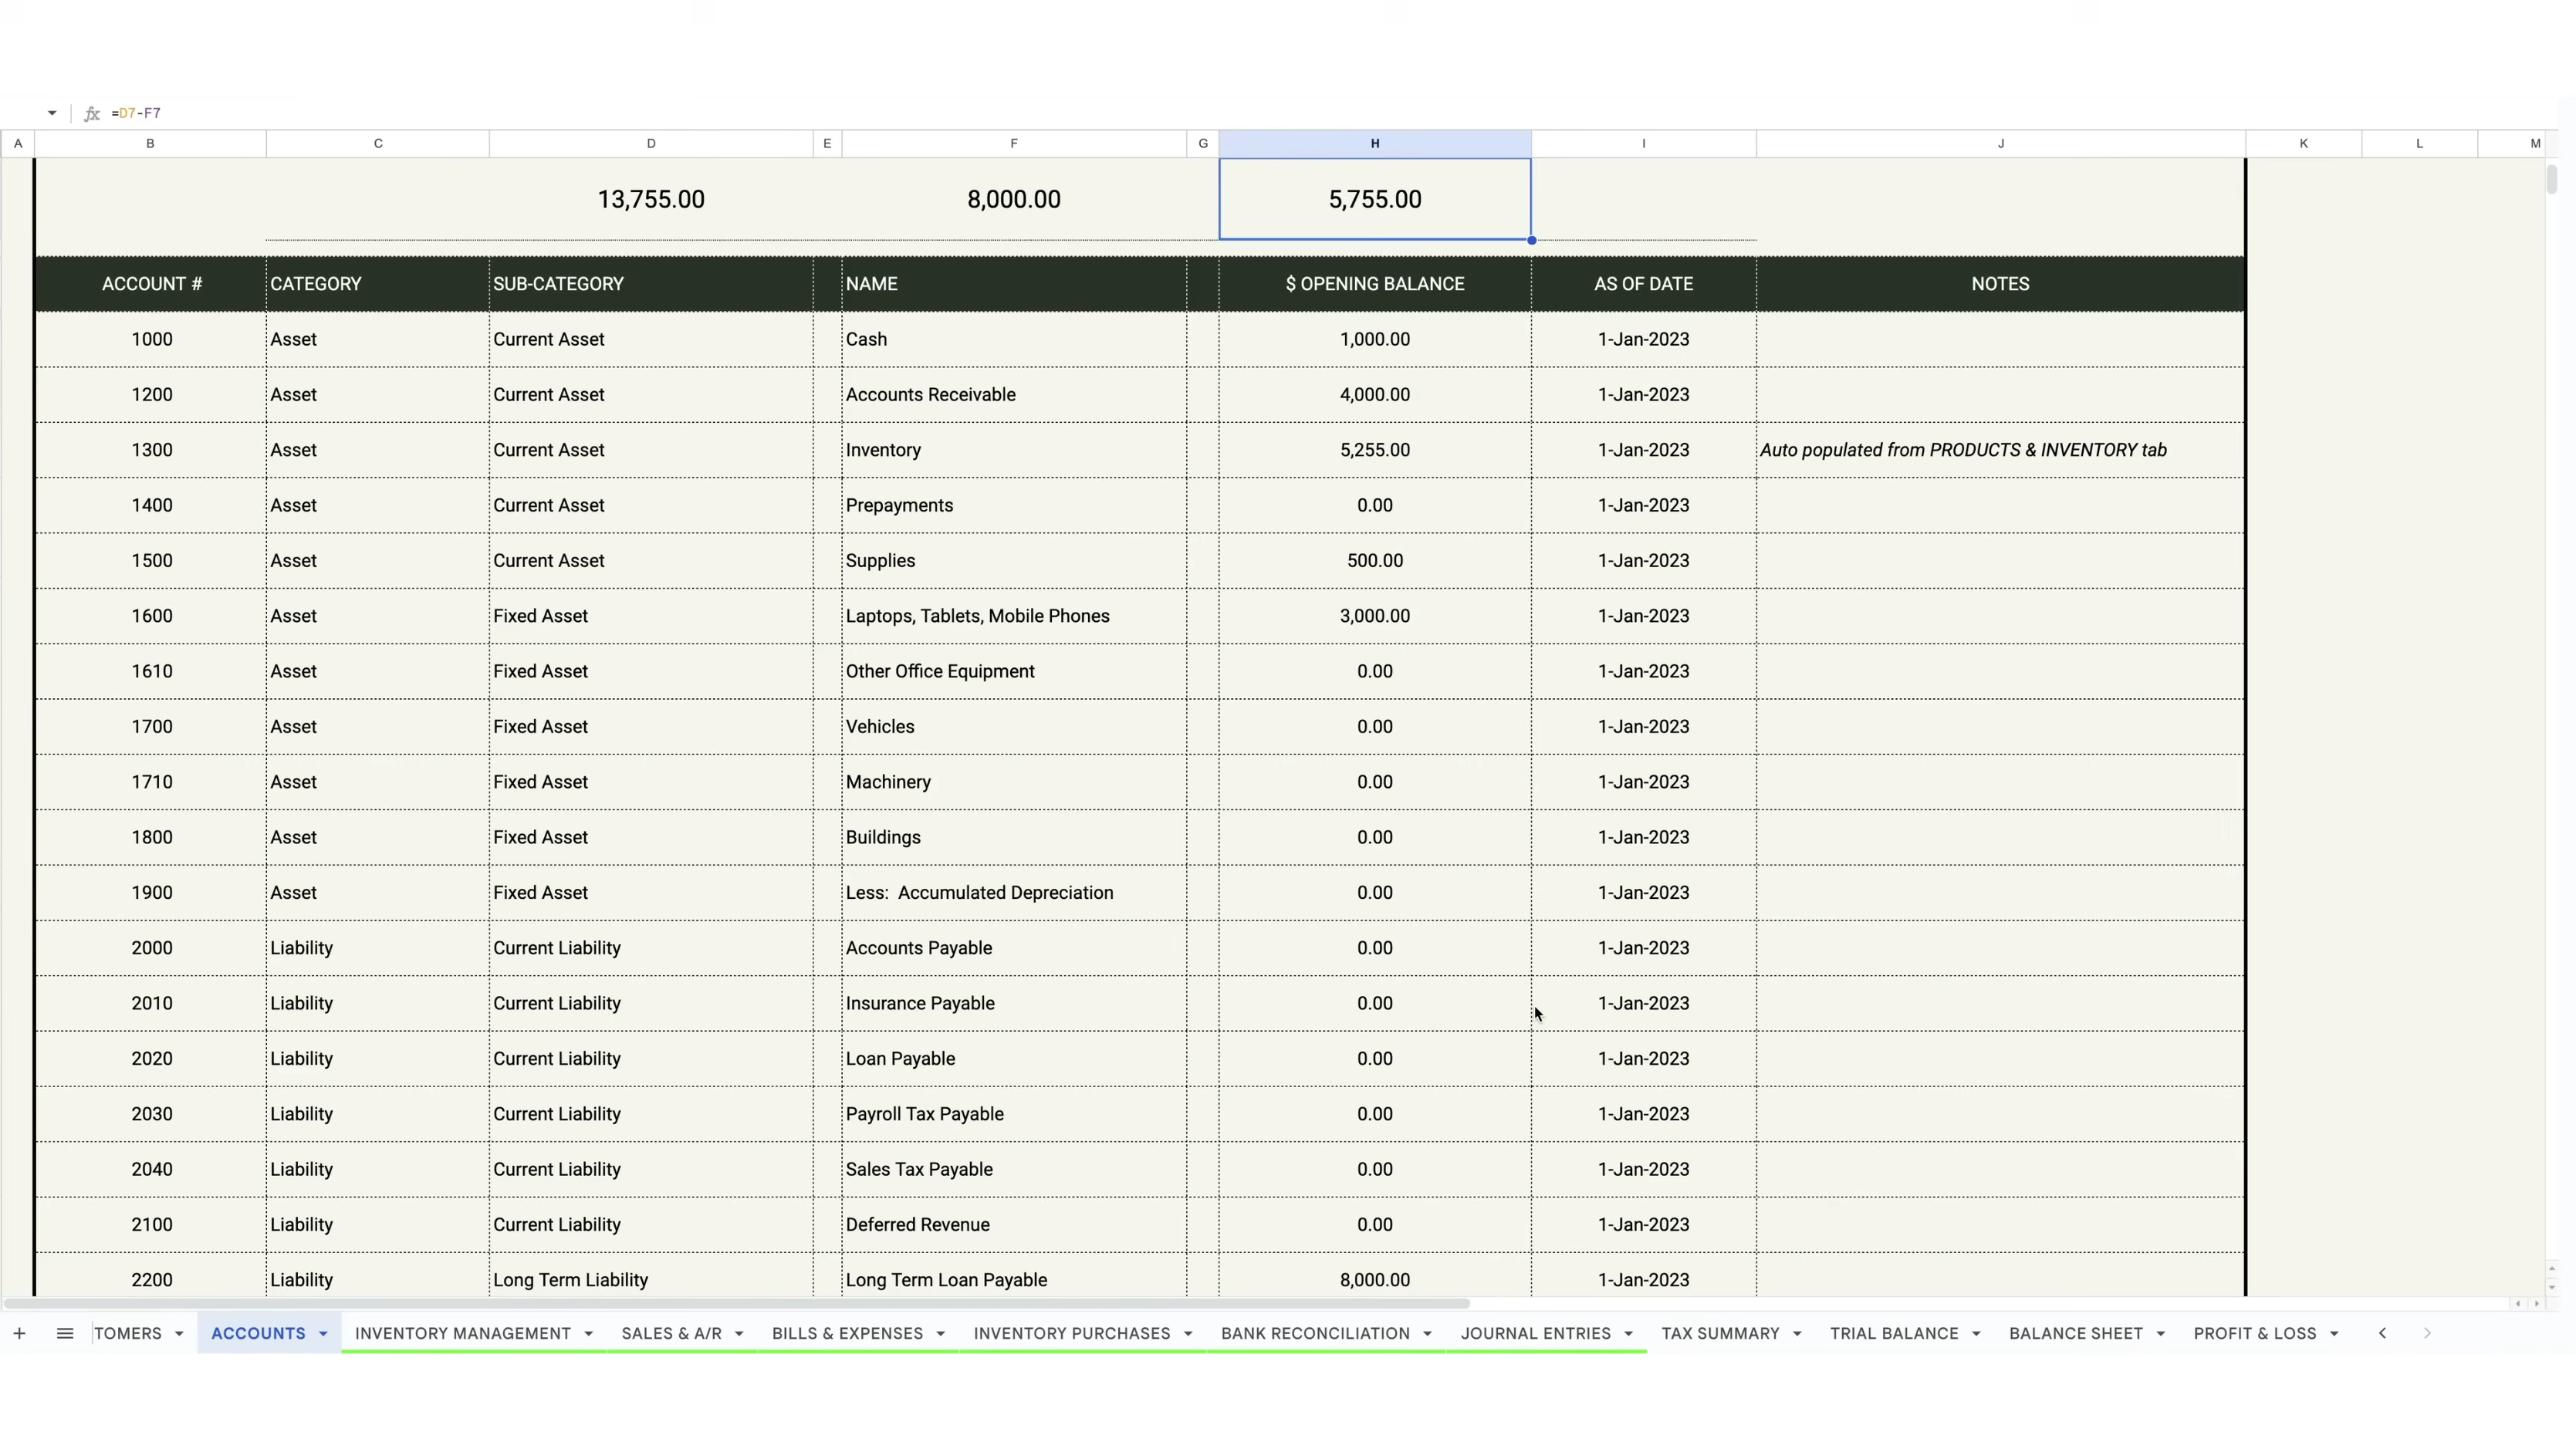 =D7-F7
A B C D E F G H I J K L M
13,755.00 8,000.00 5,755.00
ACCOUNT # CATEGORY SUB-CATEGORY NAME $ OPENING BALANCE AS OF DATE NOTES
1000 Asset Current Asset Cash 1,000.00 1-Jan-2023
1200 Asset Current Asset Accounts Receivable 4,000.00 1-Jan-2023
1300 Asset Current Asset Inventory 5,255.00 1-Jan-2023 Auto populated from PRODUCTS & INVENTORY tab
1400 Asset Current Asset Prepayments 0.00 1-Jan-2023
1500 Asset Current Asset Supplies 500.00 1-Jan-2023
1600 Asset Fixed Asset Laptops, Tablets, Mobile Phones 3,000.00 1-Jan-2023
1610 Asset Fixed Asset Other Office Equipment 0.00 1-Jan-2023
1700 Asset Fixed Asset Vehicles 0.00 1-Jan-2023
1710 Asset Fixed Asset Machinery 0.00 1-Jan-2023
1800 Asset Fixed Asset Buildings 0.00 1-Jan-2023
1900 Asset Fixed Asset Less: Accumulated Depreciation 0.00 1-Jan-2023
2000 Liability Current Liability Accounts Payable 0.00 1-Jan-2023
2010 Liability Current Liability Insurance Payable 0.00 1-Jan-2023
2020 Liability Current Liability Loan Payable 0.00 1-Jan-2023
2030 Liability Current Liability Payroll Tax Payable 0.00 1-Jan-2023
2040 Liability Current Liability Sales Tax Payable 0.00 1-Jan-2023
2100 Liability Current Liability Deferred Revenue 0.00 1-Jan-2023
2200 Liability Long Term Liability Long Term Loan Payable 8,000.00 1-Jan-2023
TOMERS ACCOUNTS INVENTORY MANAGEMENT SALES & A/R BILLS & EXPENSES INVENTORY PURCHASES BANK RECONCILIATION JOURNAL ENTRIES TAX SUMMARY TRIAL BALANCE BALANCE SHEET PROFIT & LOSS